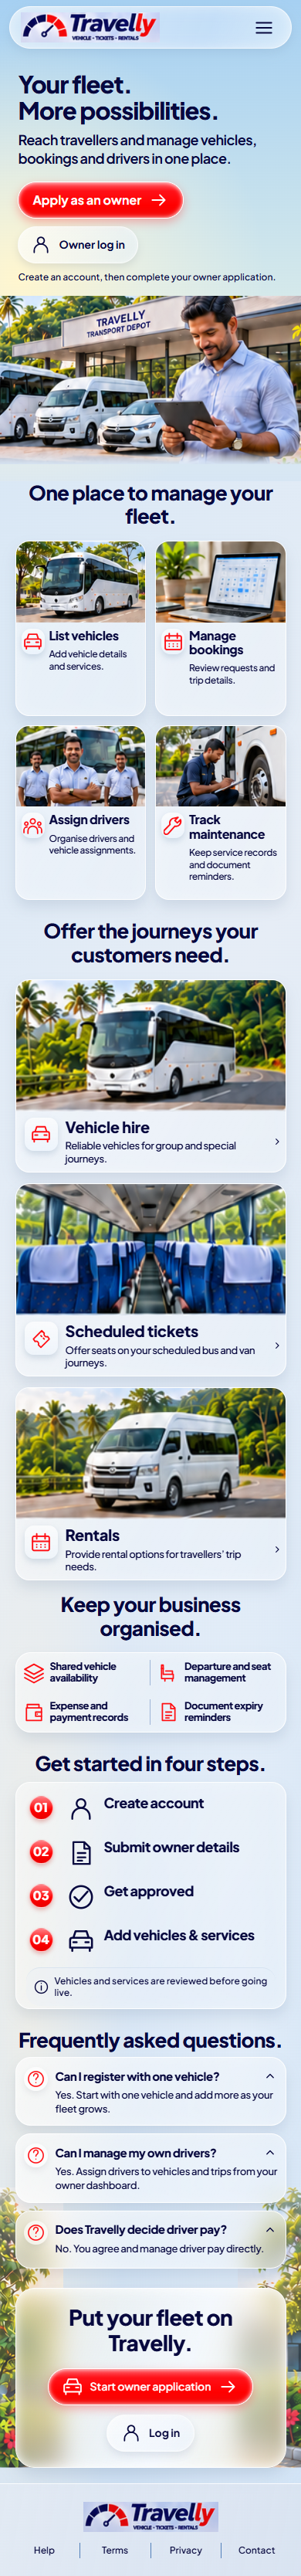 Travelly
VEHICLE • TICKETS • RENTALS
Your fleet.
More possibilities.
Reach travellers and manage vehicles,
bookings and drivers in one place.
Apply as an owner
Owner log in
Create an account, then complete your owner application.
TRAVELLY
TRANSPORT DEPOT
One place to manage your
fleet.
List vehicles
Add vehicle details
and services.
Manage
bookings
Review requests and
trip details.
Assign drivers
Organise drivers and
vehicle assignments.
Track
maintenance
Keep service records
and document
reminders.
Offer the journeys your
customers need.
Vehicle hire
Reliable vehicles for group and special
journeys.
Scheduled tickets
Offer seats on your scheduled bus and van
journeys.
Rentals
Provide rental options for travellers' trip
needs.
Keep your business
organised.
Shared vehicle
availability
Departure and seat
management
Expense and
payment records
Document expiry
reminders
Get started in four steps.
01 Create account
02 Submit owner details
03 Get approved
04 Add vehicles & services
Vehicles and services are reviewed before going
live.
Frequently asked questions.
Can I register with one vehicle?
Yes. Start with one vehicle and add more as your
fleet grows.
Can I manage my own drivers?
Yes. Assign drivers to vehicles and trips from your
owner dashboard.
Does Travelly decide driver pay?
No. You agree and manage driver pay directly.
Put your fleet on
Travelly.
Start owner application
Log in
Travelly
VEHICLE • TICKETS • RENTALS
Help
Terms
Privacy
Contact